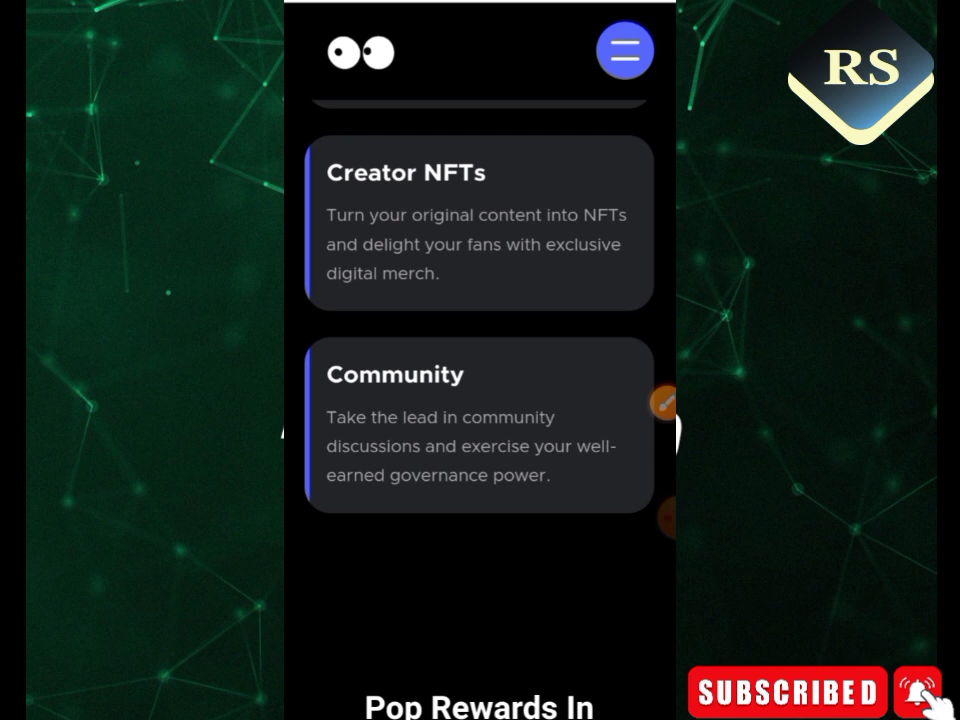 RS
Creator NFTs
Turn your original content into NFTs
and delight your fans with exclusive
digital merch.
Community
Take the lead in community
discussions and exercise your well-
earned governance power.
Pop Rewards In
SUBSCRIBED